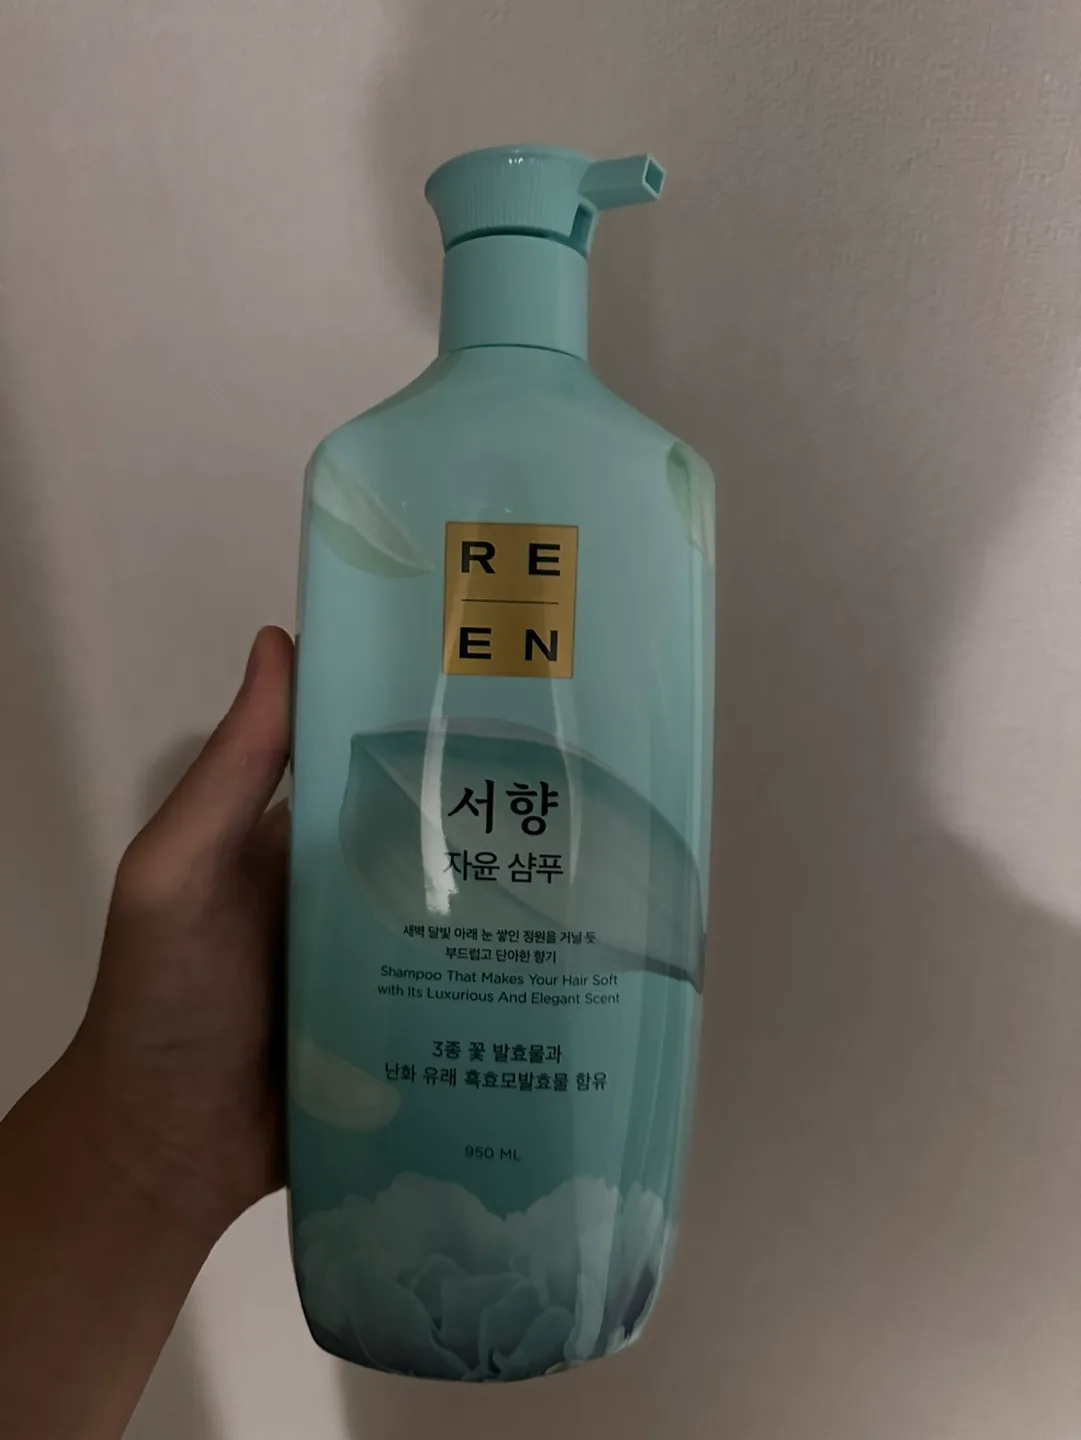 RE
EN
서향
자윤 샴푸
새벽 달빛 아래 눈 쌓인 정원을 거닐 듯
부드럽고 단아한 향기
Shampoo That Makes Your Hair Soft
with Its Luxurious And Elegant Scent
3종 꽃 발효물과
난화 유래 흑효모발효물 함유
950 ML